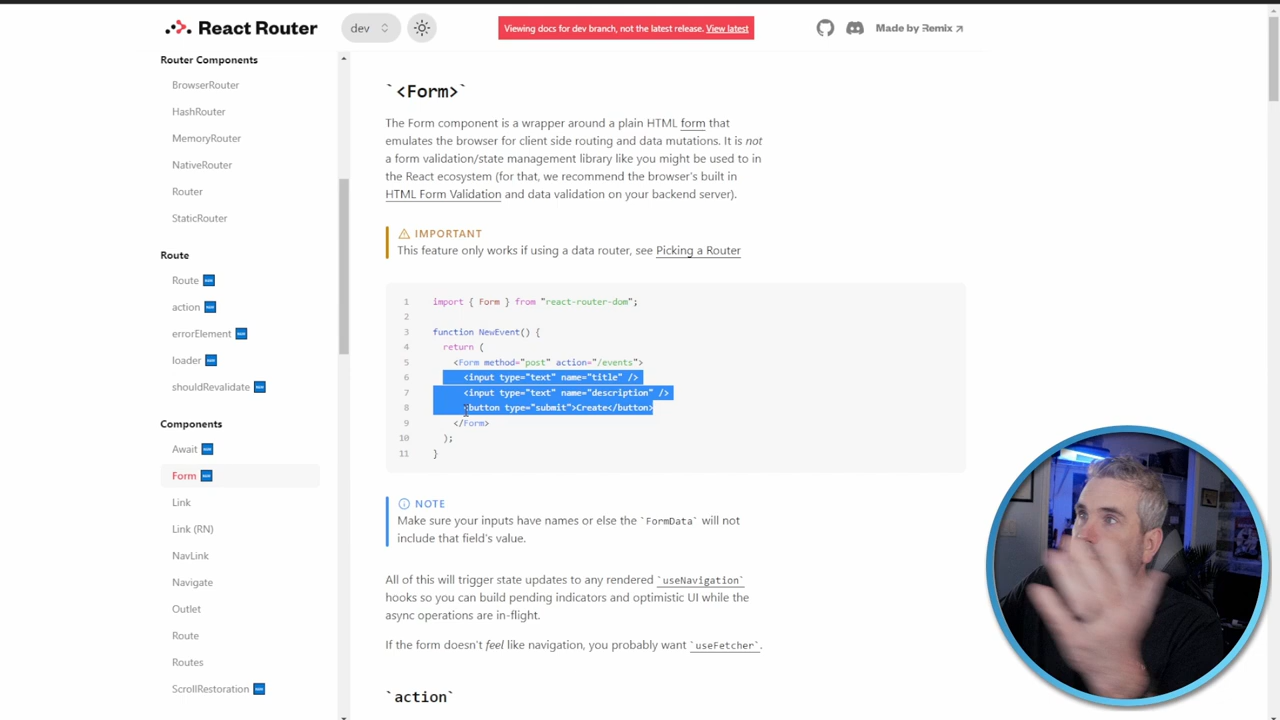 React Router
dev
Viewing docs for dev branch, not the latest release. View latest
Made by Remix ↗
Router Components
BrowserRouter
HashRouter
MemoryRouter
NativeRouter
Router
StaticRouter
Route
Route
action
errorElement
loader
shouldRevalidate
Components
Await
Form
Link
Link (RN)
NavLink
Navigate
Outlet
Route
Routes
ScrollRestoration
`<Form>`
The Form component is a wrapper around a plain HTML form that
emulates the browser for client side routing and data mutations. It is not
a form validation/state management library like you might be used to in
the React ecosystem (for that, we recommend the browser's built in
HTML Form Validation and data validation on your backend server).
IMPORTANT
This feature only works if using a data router, see Picking a Router
1 import { Form } from "react-router-dom";
2
3 function NewEvent() {
4 return (
5 <Form method="post" action="/events">
6 <input type="text" name="title" />
7 <input type="text" name="description" />
8 <button type="submit">Create</button>
9 </Form>
10 );
11 }
NOTE
Make sure your inputs have names or else the `FormData` will not
include that field's value.
All of this will trigger state updates to any rendered `useNavigation`
hooks so you can build pending indicators and optimistic UI while the
async operations are in-flight.
If the form doesn't feel like navigation, you probably want `useFetcher`.
`action`